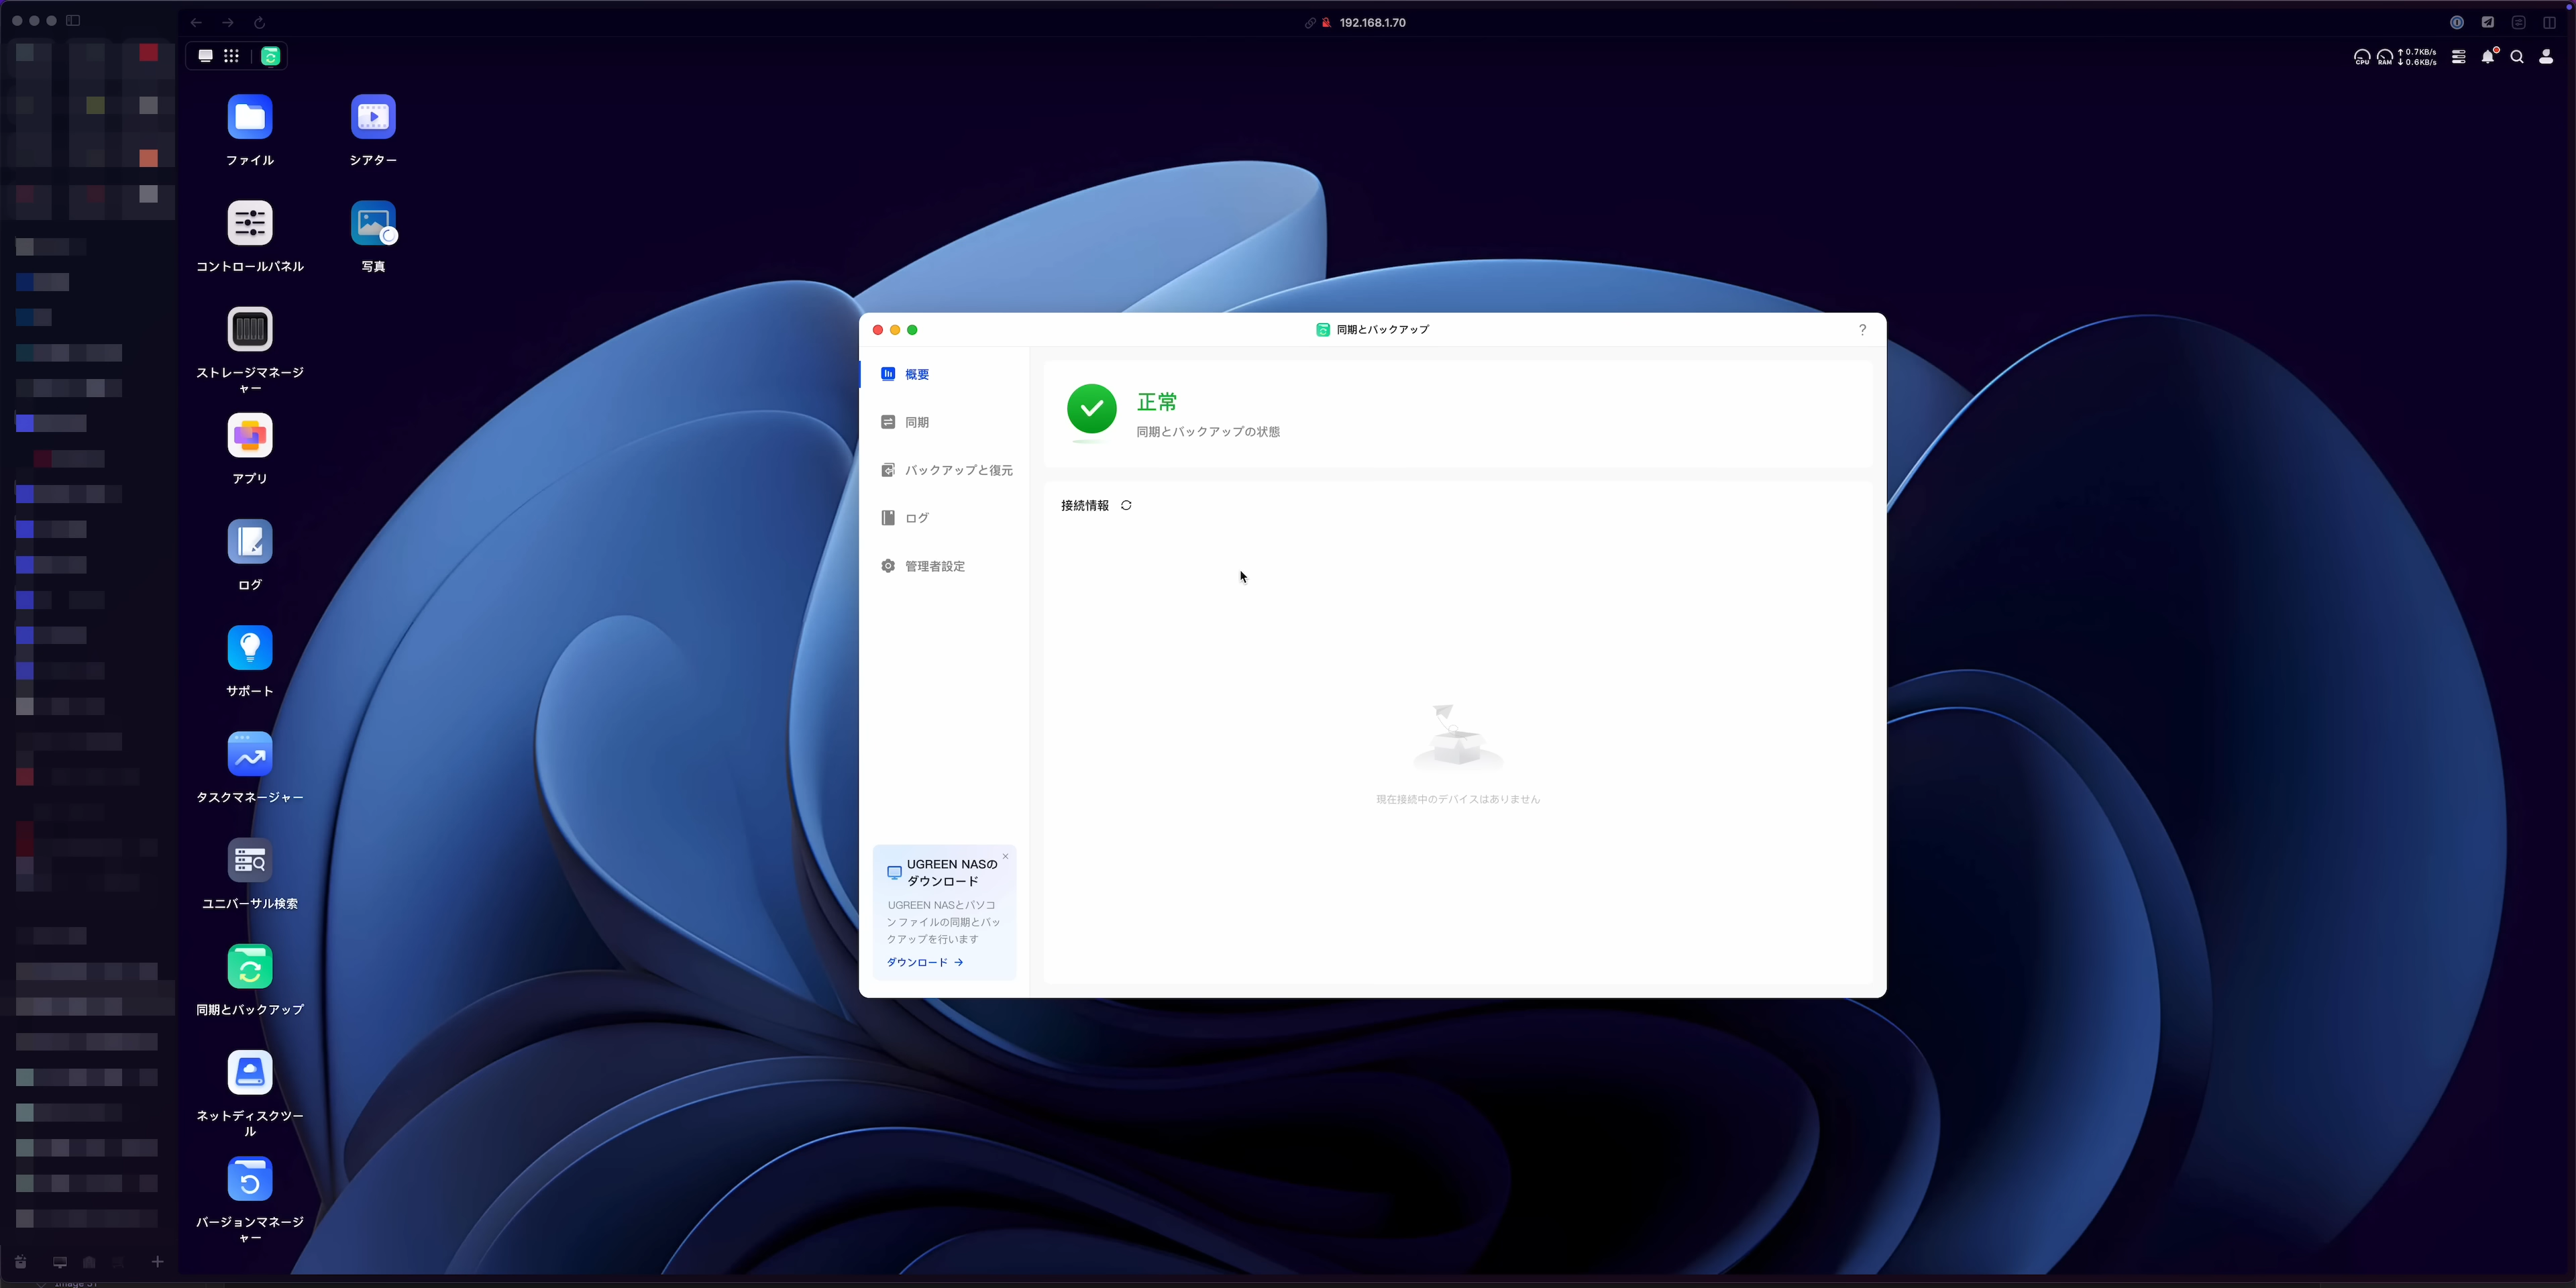 192.168.1.70
CPU
RAM
↑ 0.7KB/s
↓ 0.6KB/s
ファイル
シアター
コントロールパネル
写真
ストレージマネージ
ャー
アプリ
ログ
サポート
タスクマネージャー
ユニバーサル検索
同期とバックアップ
ネットディスクツー
ル
バージョンマネージ
ャー
同期とバックアップ
?
概要
同期
バックアップと復元
ログ
管理者設定
正常
同期とバックアップの状態
接続情報
現在接続中のデバイスはありません
UGREEN NASの
ダウンロード
UGREEN NASとパソコ
ンファイルの同期とバッ
クアップを行います
ダウンロード →